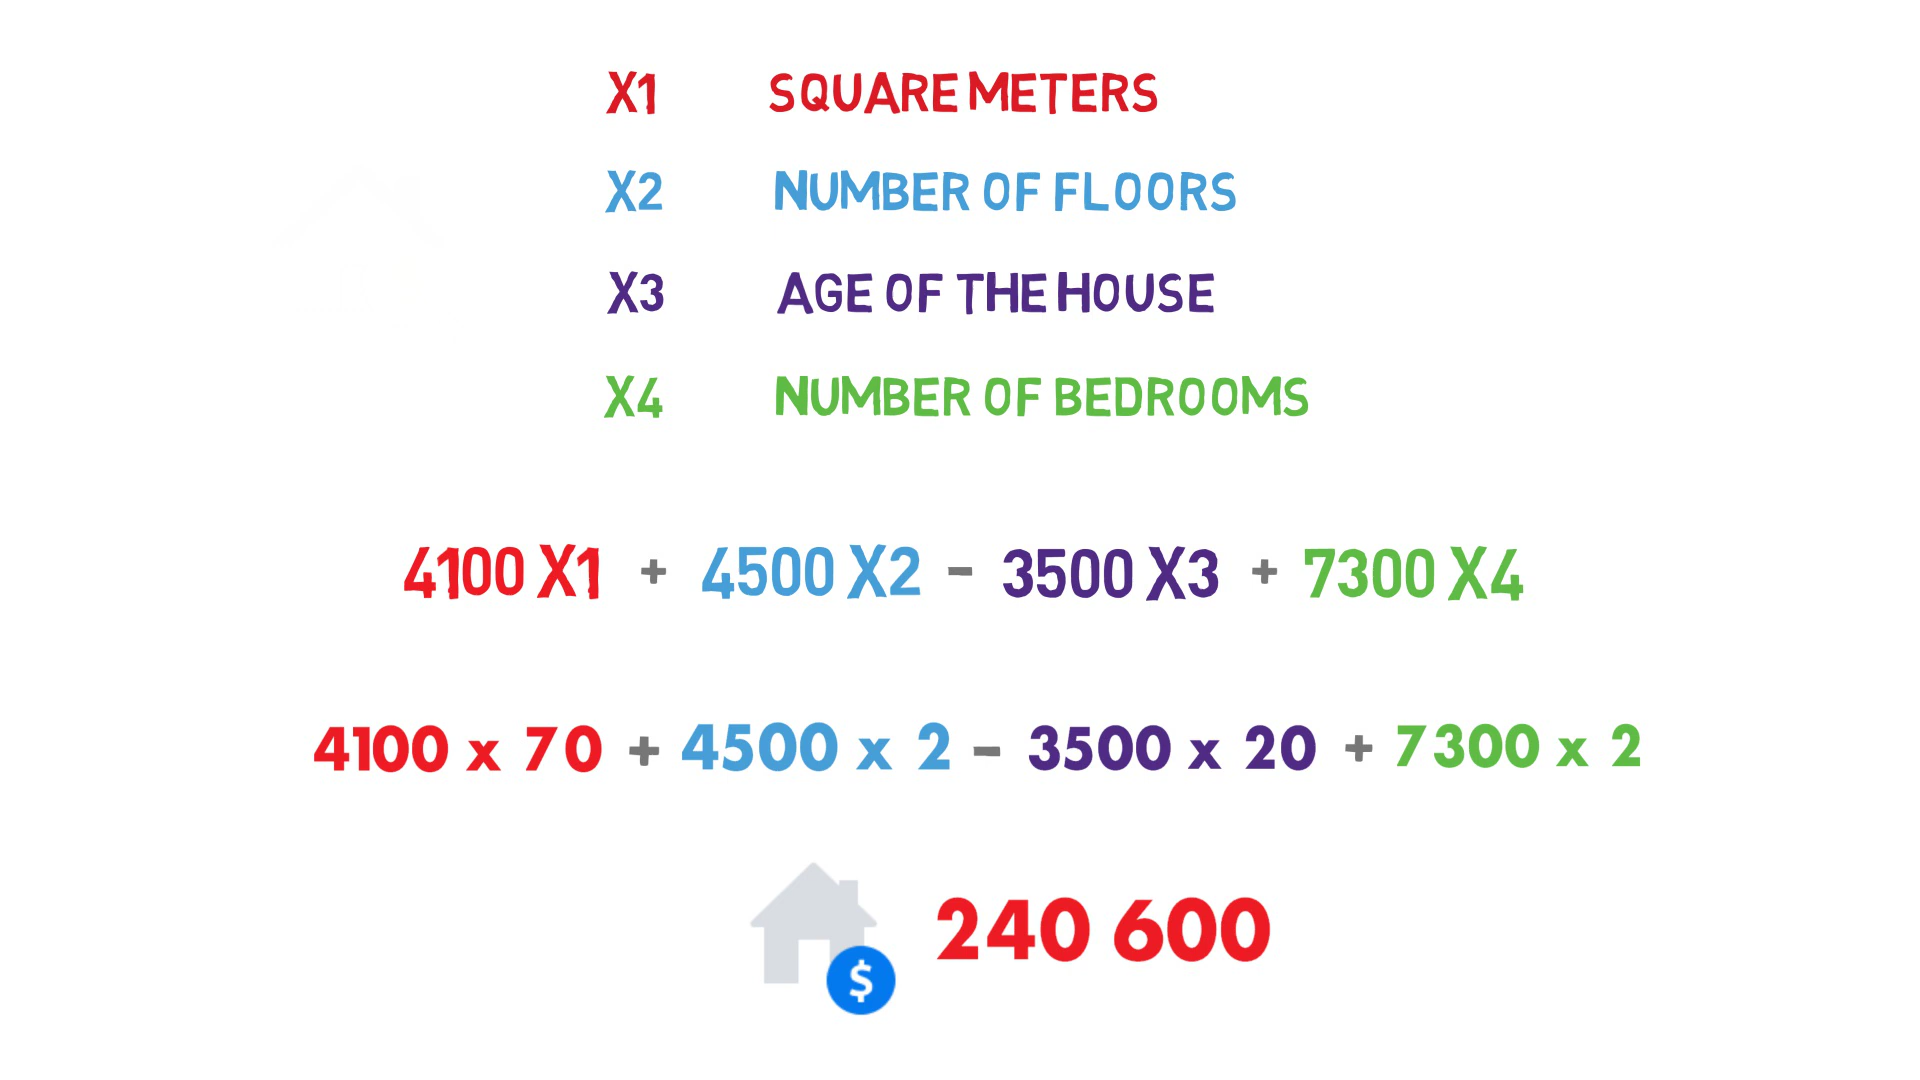 X1 SQUARE METERS
X2 NUMBER OF FLOORS
X3 AGE OF THE HOUSE
X4 NUMBER OF BEDROOMS
4100 X1 + 4500 X2 - 3500 X3 + 7300 X4
4100 x 70 + 4500 x 2 - 3500 x 20 + 7300 x 2
$ 240 600